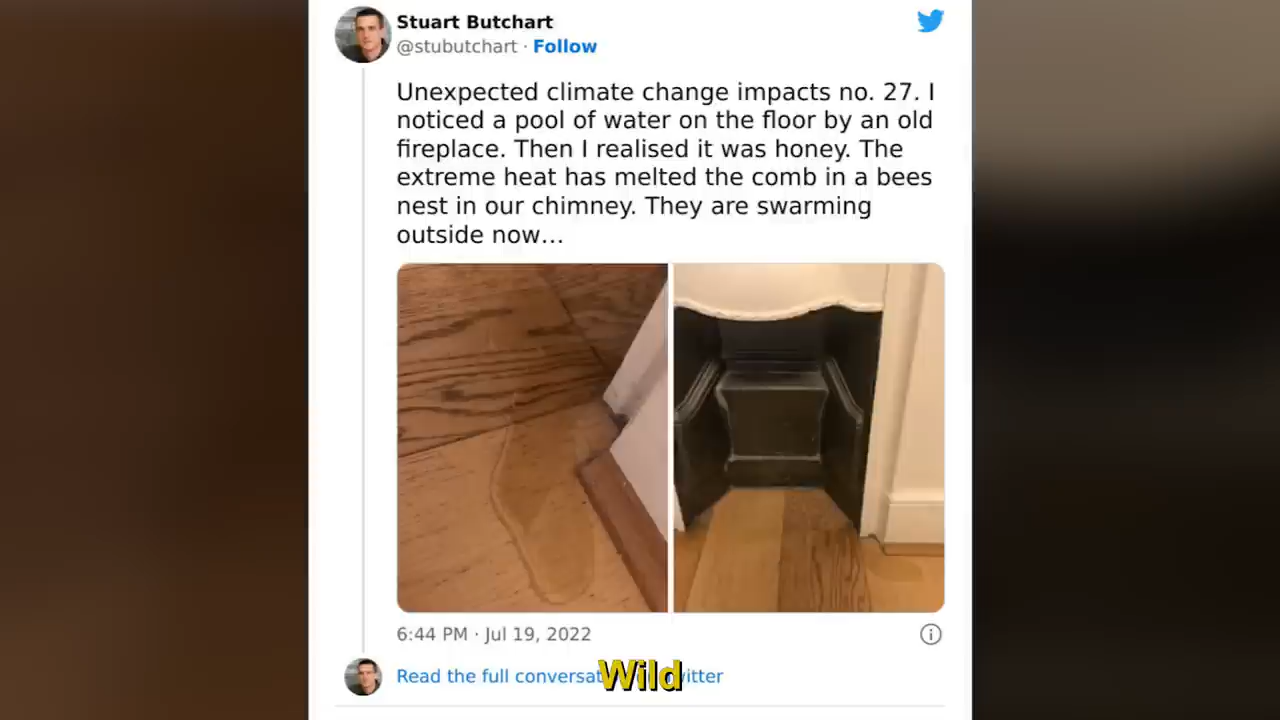 Stuart Butchart
@stubutchart · Follow
Unexpected climate change impacts no. 27. I
noticed a pool of water on the floor by an old
fireplace. Then I realised it was honey. The
extreme heat has melted the comb in a bees
nest in our chimney. They are swarming
outside now…
6:44 PM · Jul 19, 2022
Read the full
Wild